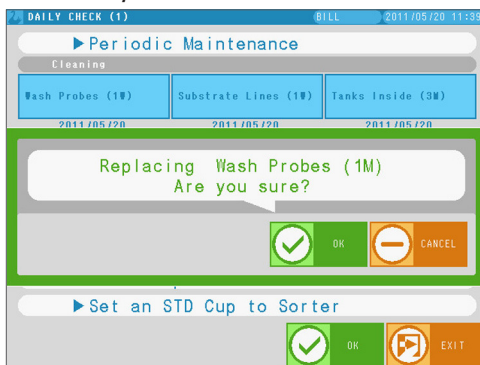 DAILY CHECK (1) BILL 2011/05/20 11:39
▶Periodic Maintenance
Cleaning
Wash Probes (1W) Substrate Lines (1W) Tanks Inside (3M)
2011/05/20 2011/05/20 2011/05/20
Replacing Wash Probes (1M)
Are you sure?
OK CANCEL
▶Set an STD Cup to Sorter
OK EXIT